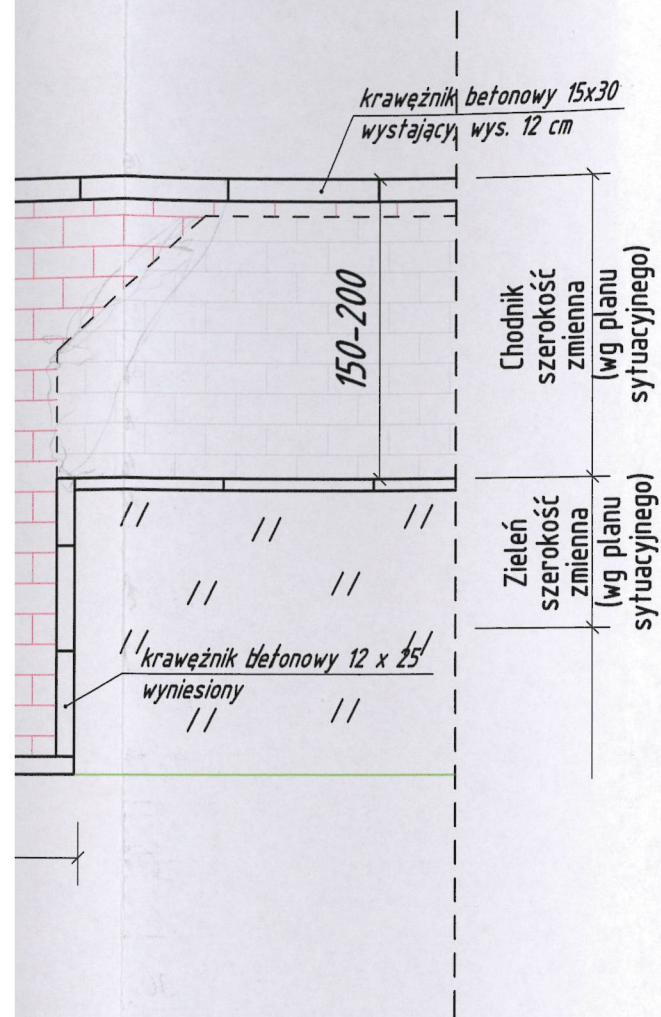 krawężnik betonowy 15x30
wystający, wys. 12 cm
150-200
Chodnik
szerokość
zmienna
(wg planu
sytuacyjnego)
Zieleń
szerokość
zmienna
(wg planu
sytuacyjnego)
krawężnik betonowy 12 x 25
wyniesiony